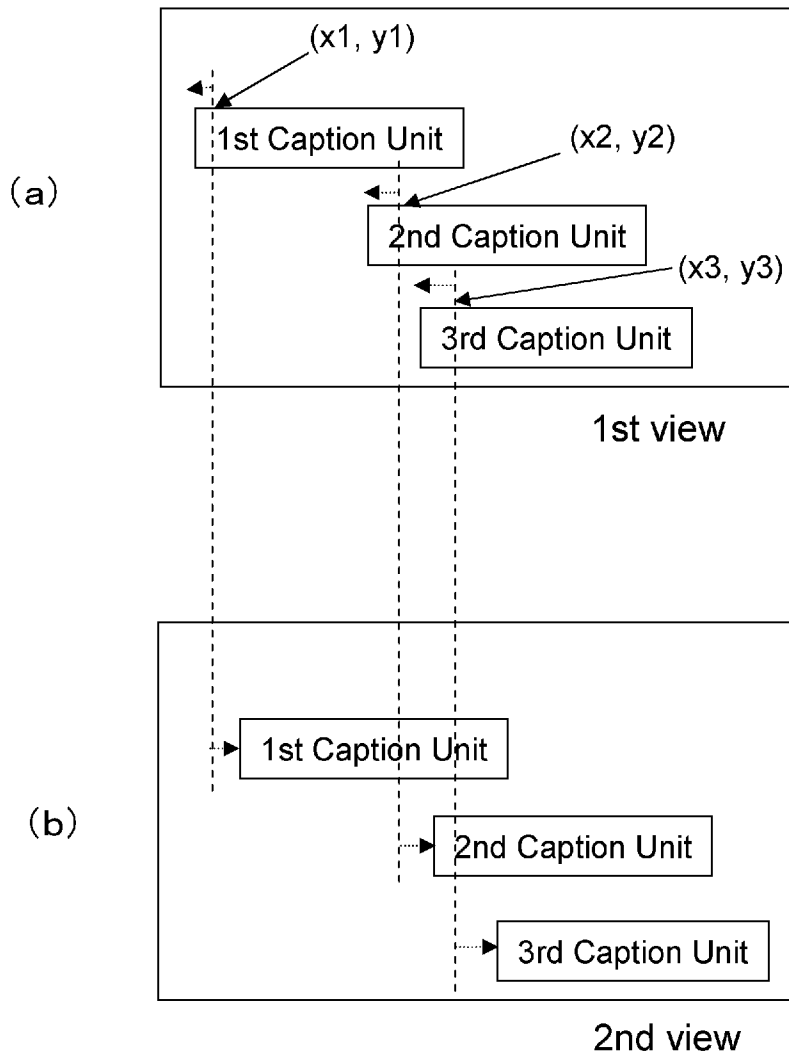 (x1, y1)
1st Caption Unit
(x2, y2)
(a)
2nd Caption Unit
(x3, y3)
3rd Caption Unit
1st view
1st Caption Unit
(b)
2nd Caption Unit
3rd Caption Unit
2nd view